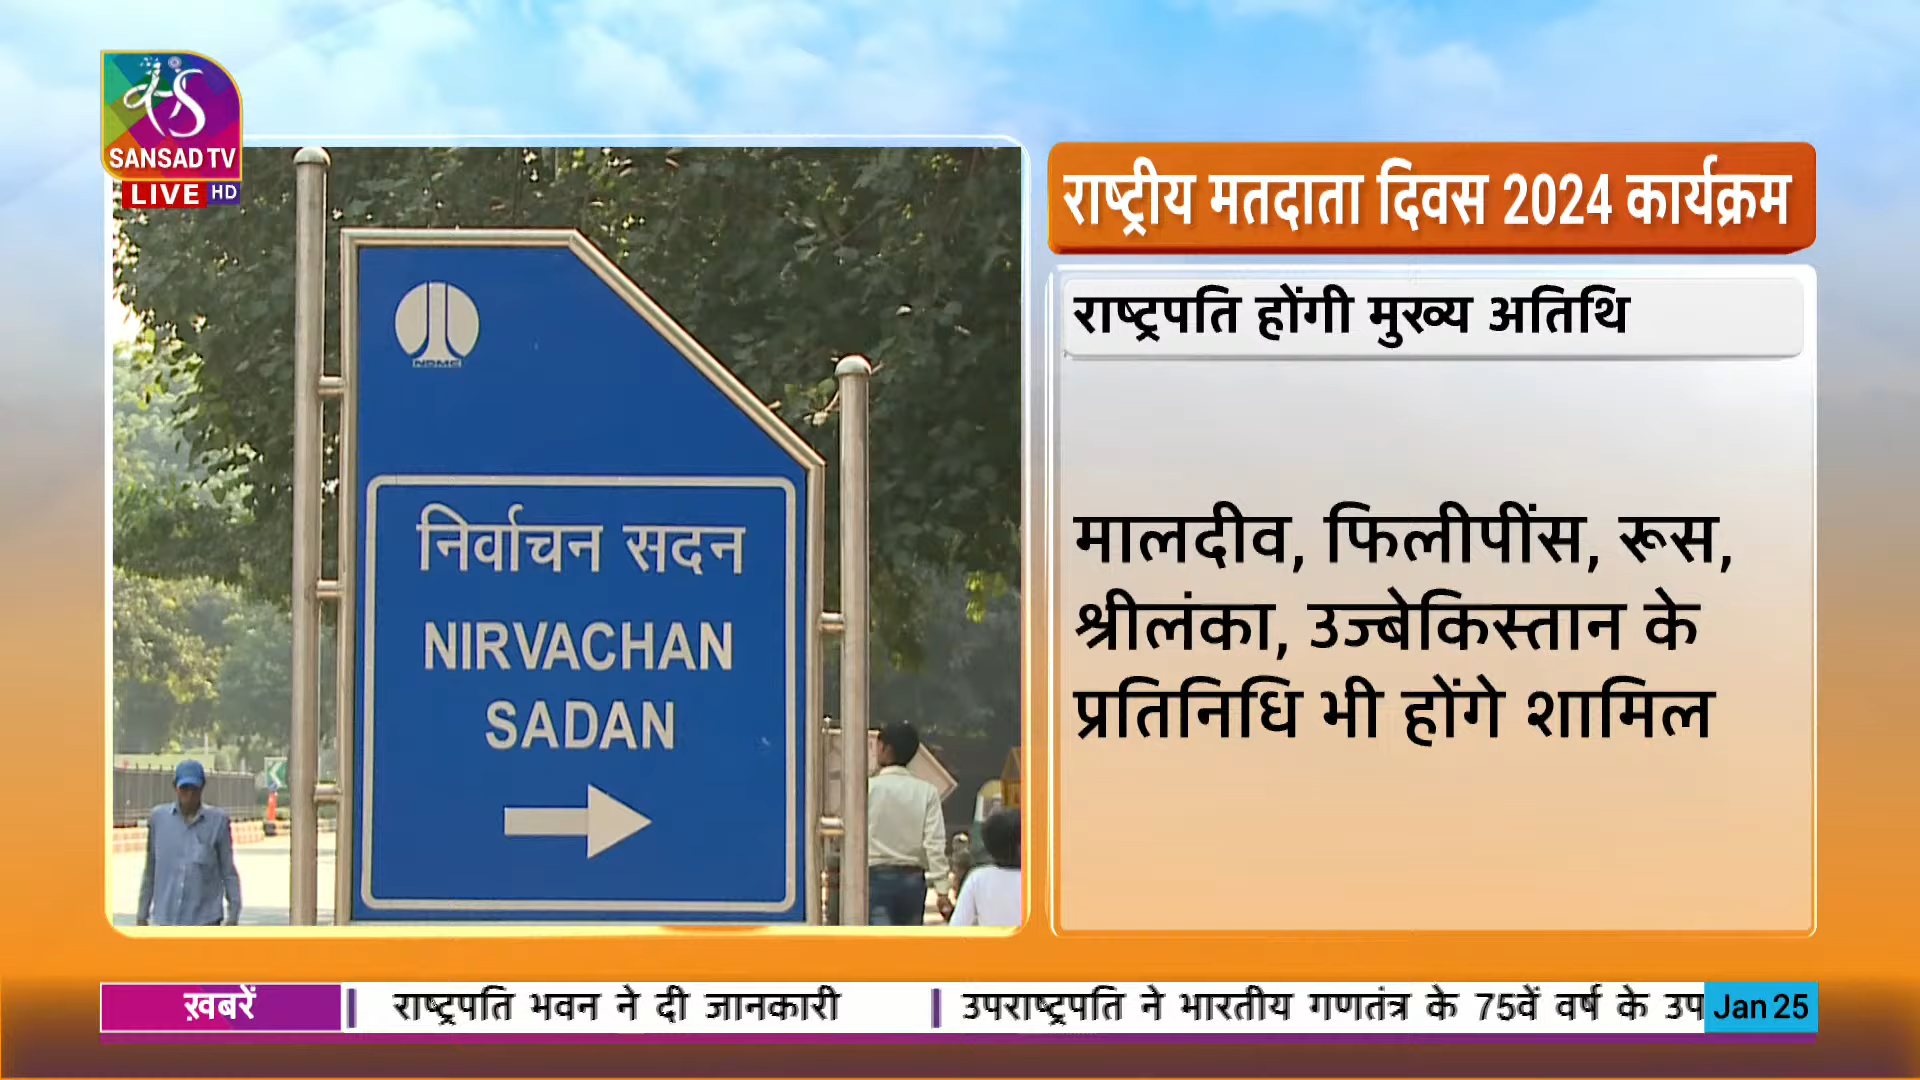 SANSAD TV
LIVE HD
राष्ट्रीय मतदाता दिवस 2024 कार्यक्रम
राष्ट्रपति होंगी मुख्य अतिथि
मालदीव, फिलीपींस, रूस,
श्रीलंका, उज्बेकिस्तान के
प्रतिनिधि भी होंगे शामिल
NDMC
निर्वाचन सदन
NIRVACHAN
SADAN
ख़बरें राष्ट्रपति भवन ने दी जानकारी उपराष्ट्रपति ने भारतीय गणतंत्र के 75वें वर्ष के उप Jan 25